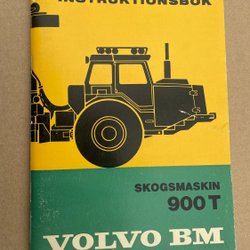 INSTRUKTIONSBOK
SKOGSMASKIN
900 T
VOLVO BM